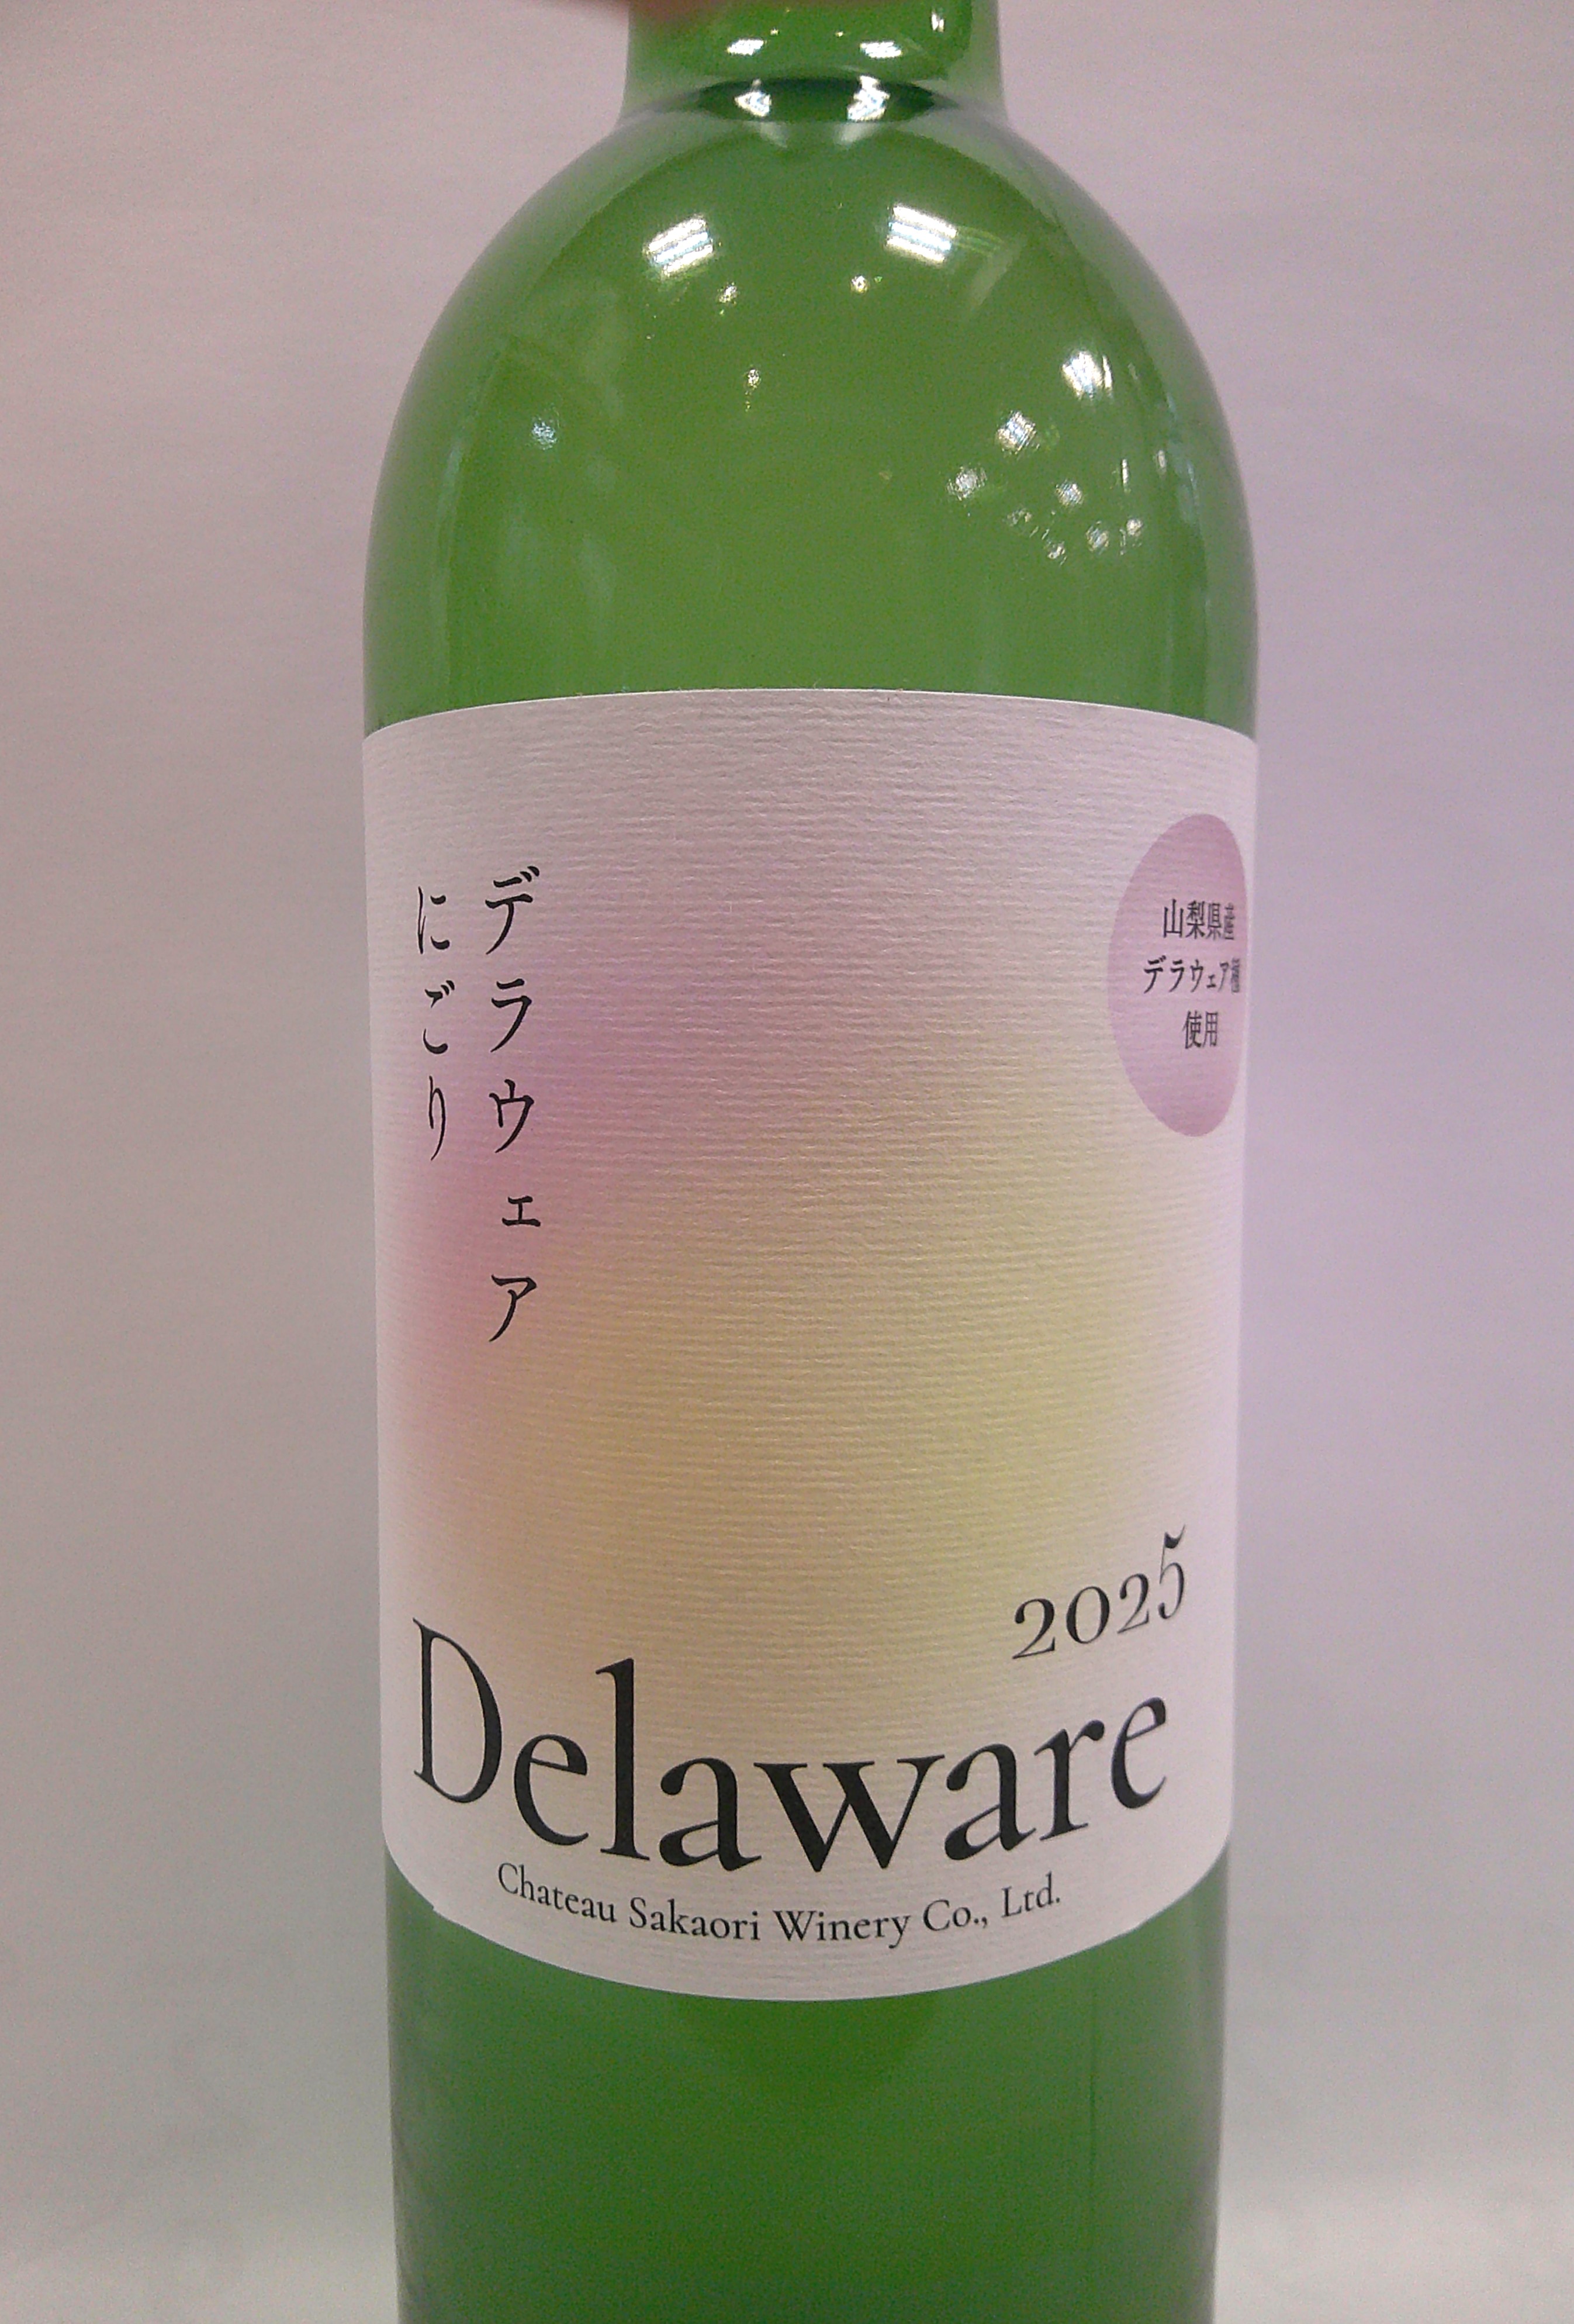 デラウェア
にごり
山梨県産
デラウェア種
使用
2025
Delaware
Chateau Sakaori Winery Co., Ltd.